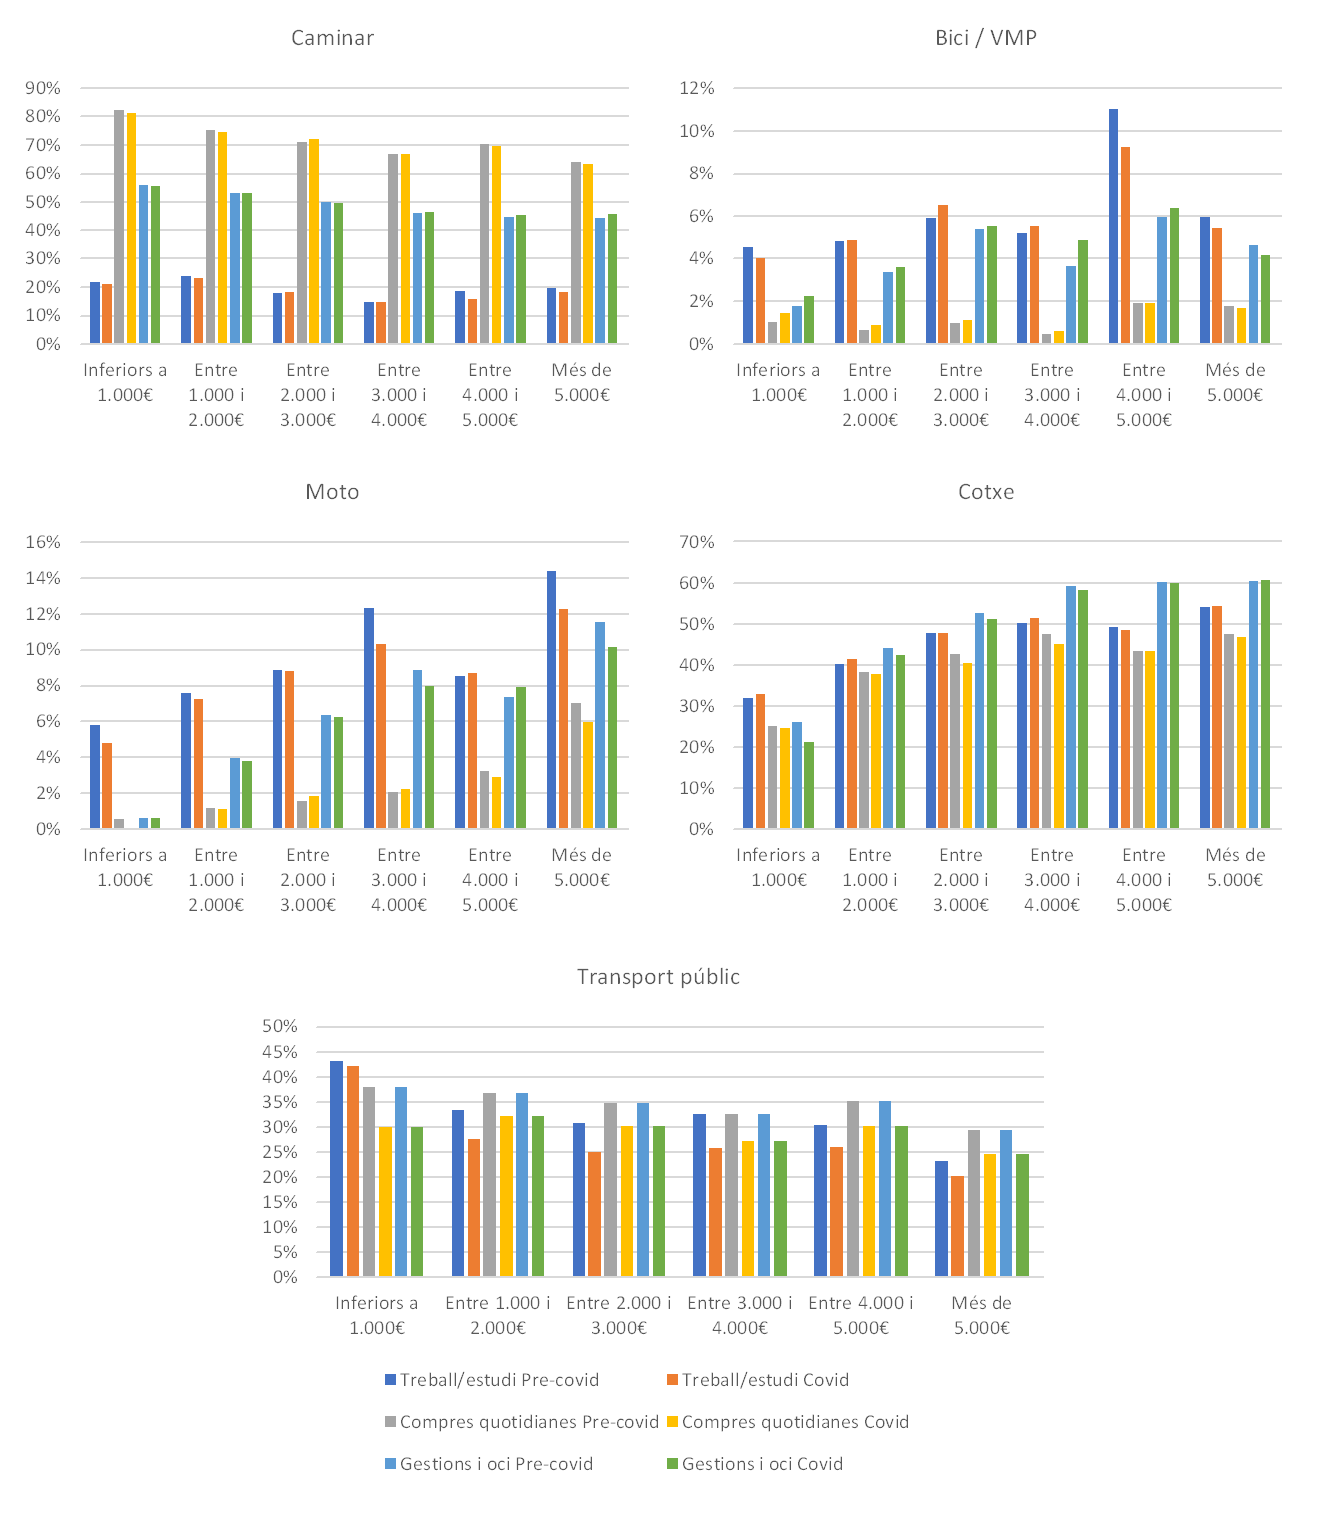 Caminar
90%
80%
70%
60%
50%
40%
30%
20%
10%
0%
Inferiors a
1.000€
Entre
1.000 i
2.000€
Entre
2.000 i
3.000€
Entre
3.000 i
4.000€
Entre
4.000 i
5.000€
Més de
5.000€
Bici / VMP
12%
10%
8%
6%
4%
2%
0%
Inferiors a
1.000€
Entre
1.000 i
2.000€
Entre
2.000 i
3.000€
Entre
3.000 i
4.000€
Entre
4.000 i
5.000€
Més de
5.000€
Moto
16%
14%
12%
10%
8%
6%
4%
2%
0%
Inferiors a
1.000€
Entre
1.000 i
2.000€
Entre
2.000 i
3.000€
Entre
3.000 i
4.000€
Entre
4.000 i
5.000€
Més de
5.000€
Cotxe
70%
60%
50%
40%
30%
20%
10%
0%
Inferiors a
1.000€
Entre
1.000 i
2.000€
Entre
2.000 i
3.000€
Entre
3.000 i
4.000€
Entre
4.000 i
5.000€
Més de
5.000€
Transport públic
50%
45%
40%
35%
30%
25%
20%
15%
10%
5%
0%
Inferiors a
1.000€
Entre 1.000 i
2.000€
Entre 2.000 i
3.000€
Entre 3.000 i
4.000€
Entre 4.000 i
5.000€
Més de
5.000€
Treball/estudi Pre-covid
Treball/estudi Covid
Compres quotidianes Pre-covid
Compres quotidianes Covid
Gestions i oci Pre-covid
Gestions i oci Covid